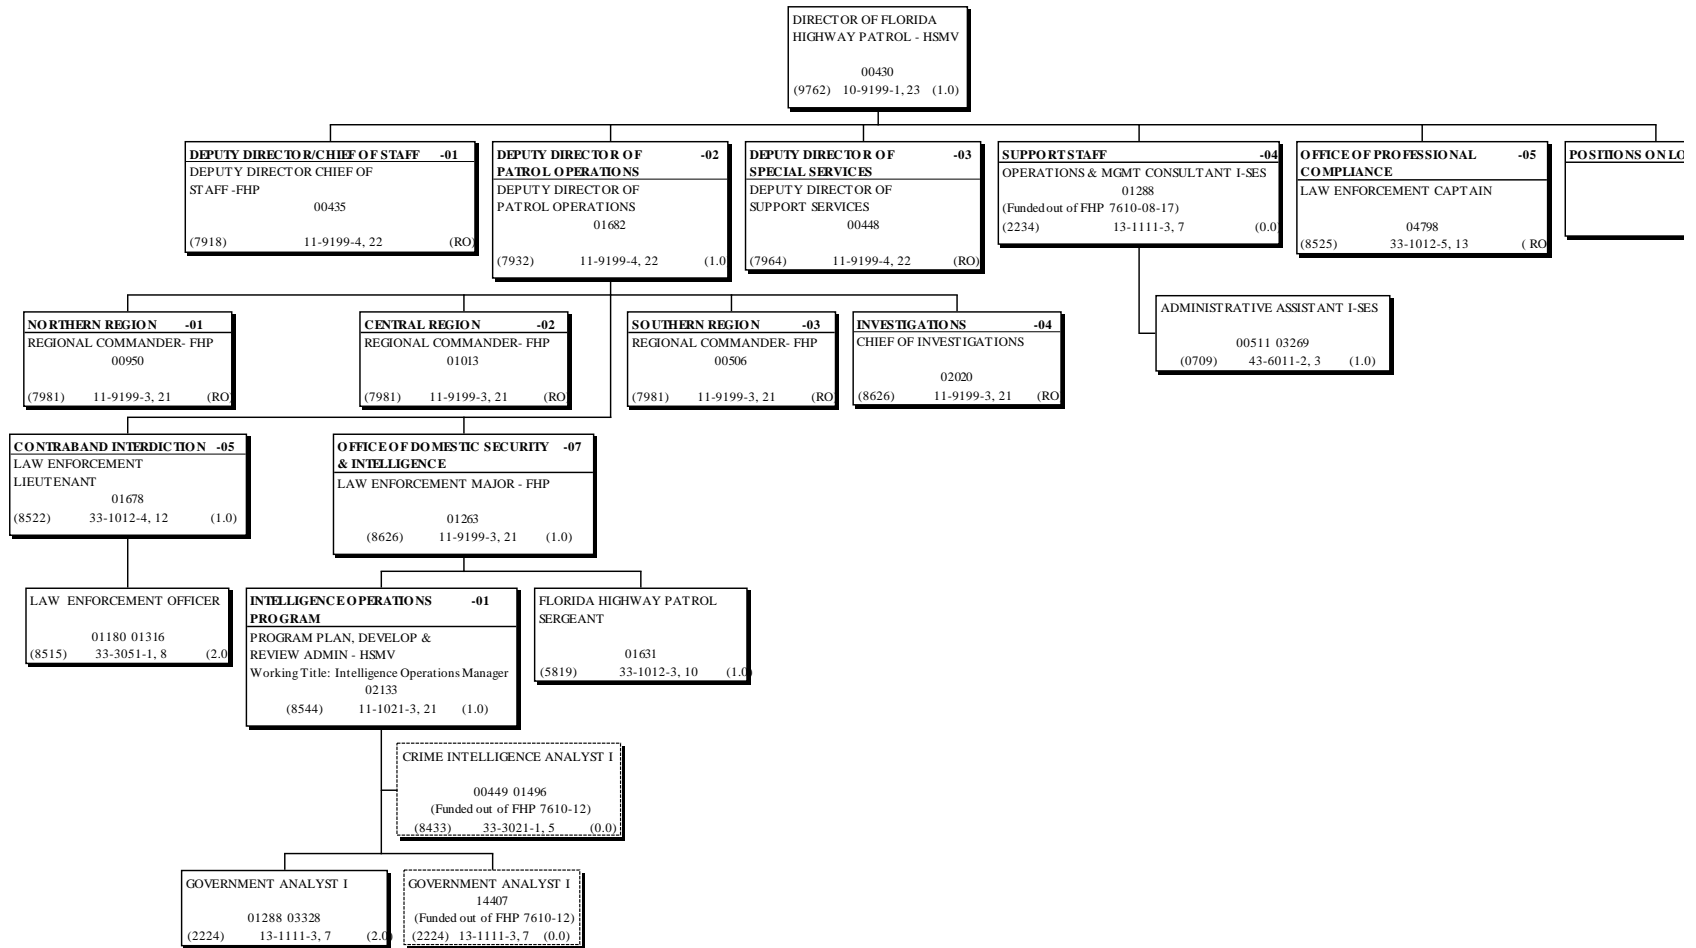 DIRECTOR OF FLORIDA
HIGHWAY PATROL - HSMV
00430
(9762) 10-9199-1, 23 (1.0)
DEPUTY DIRECTOR/CHIEF OF STAFF -01
DEPUTY DIRECTOR CHIEF OF
STAFF -FHP
00435
(7918) 11-9199-4, 22 (RO)
DEPUTY DIRECTOR OF -02
PATROL OPERATIONS
DEPUTY DIRECTOR OF
PATROL OPERATIONS
01682
(7932) 11-9199-4, 22 (1.0
DEPUTY DIRECTOR OF -03
SPECIAL SERVICES
DEPUTY DIRECTOR OF
SUPPORT SERVICES
00448
(7964) 11-9199-4, 22 (RO)
SUPPORT STAFF -04
OPERATIONS & MGMT CONSULTANT I-SES
01288
(Funded out of FHP 7610-08-17)
(2234) 13-1111-3, 7 (0.0
OFFICE OF PROFESSIONAL -05
COMPLIANCE
LAW ENFORCEMENT CAPTAIN
04798
(8525) 33-1012-5, 13 ( RO
POSITIONS ON LO
ADMINISTRATIVE ASSISTANT I-SES
00511 03269
(0709) 43-6011-2, 3 (1.0)
NORTHERN REGION -01
REGIONAL COMMANDER- FHP
00950
(7981) 11-9199-3, 21 (RO
CENTRAL REGION -02
REGIONAL COMMANDER- FHP
01013
(7981) 11-9199-3, 21 (RO
SOUTHERN REGION -03
REGIONAL COMMANDER- FHP
00506
(7981) 11-9199-3, 21 (RO
INVESTIGATIONS -04
CHIEF OF INVESTIGATIONS
02020
(8626) 11-9199-3, 21 (RO
CONTRABAND INTERDICTION -05
LAW ENFORCEMENT
LIEUTENANT
01678
(8522) 33-1012-4, 12 (1.0)
OFFICE OF DOMESTIC SECURITY -07
& INTELLIGENCE
LAW ENFORCEMENT MAJOR - FHP
01263
(8626) 11-9199-3, 21 (1.0)
LAW ENFORCEMENT OFFICER
01180 01316
(8515) 33-3051-1, 8 (2.0
INTELLIGENCE OPERATIONS -01
PROGRAM
PROGRAM PLAN, DEVELOP &
REVIEW ADMIN - HSMV
Working Title: Intelligence Operations Manager
02133
(8544) 11-1021-3, 21 (1.0)
FLORIDA HIGHWAY PATROL
SERGEANT
01631
(5819) 33-1012-3, 10 (1.0
CRIME INTELLIGENCE ANALYST I
00449 01496
(Funded out of FHP 7610-12)
(8433) 33-3021-1, 5 (0.0)
GOVERNMENT ANALYST I
01288 03328
(2224) 13-1111-3, 7 (2.0
GOVERNMENT ANALYST I
14407
(Funded out of FHP 7610-12)
(2224) 13-1111-3, 7 (0.0)